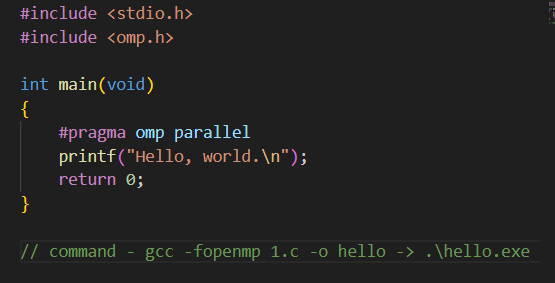 #include <stdio.h>
#include <omp.h>
int main(void)
{
#pragma omp parallel
printf("Hello, world.\n");
return 0;
}
// command - gcc -fopenmp 1.c -o hello -> .\hello.exe